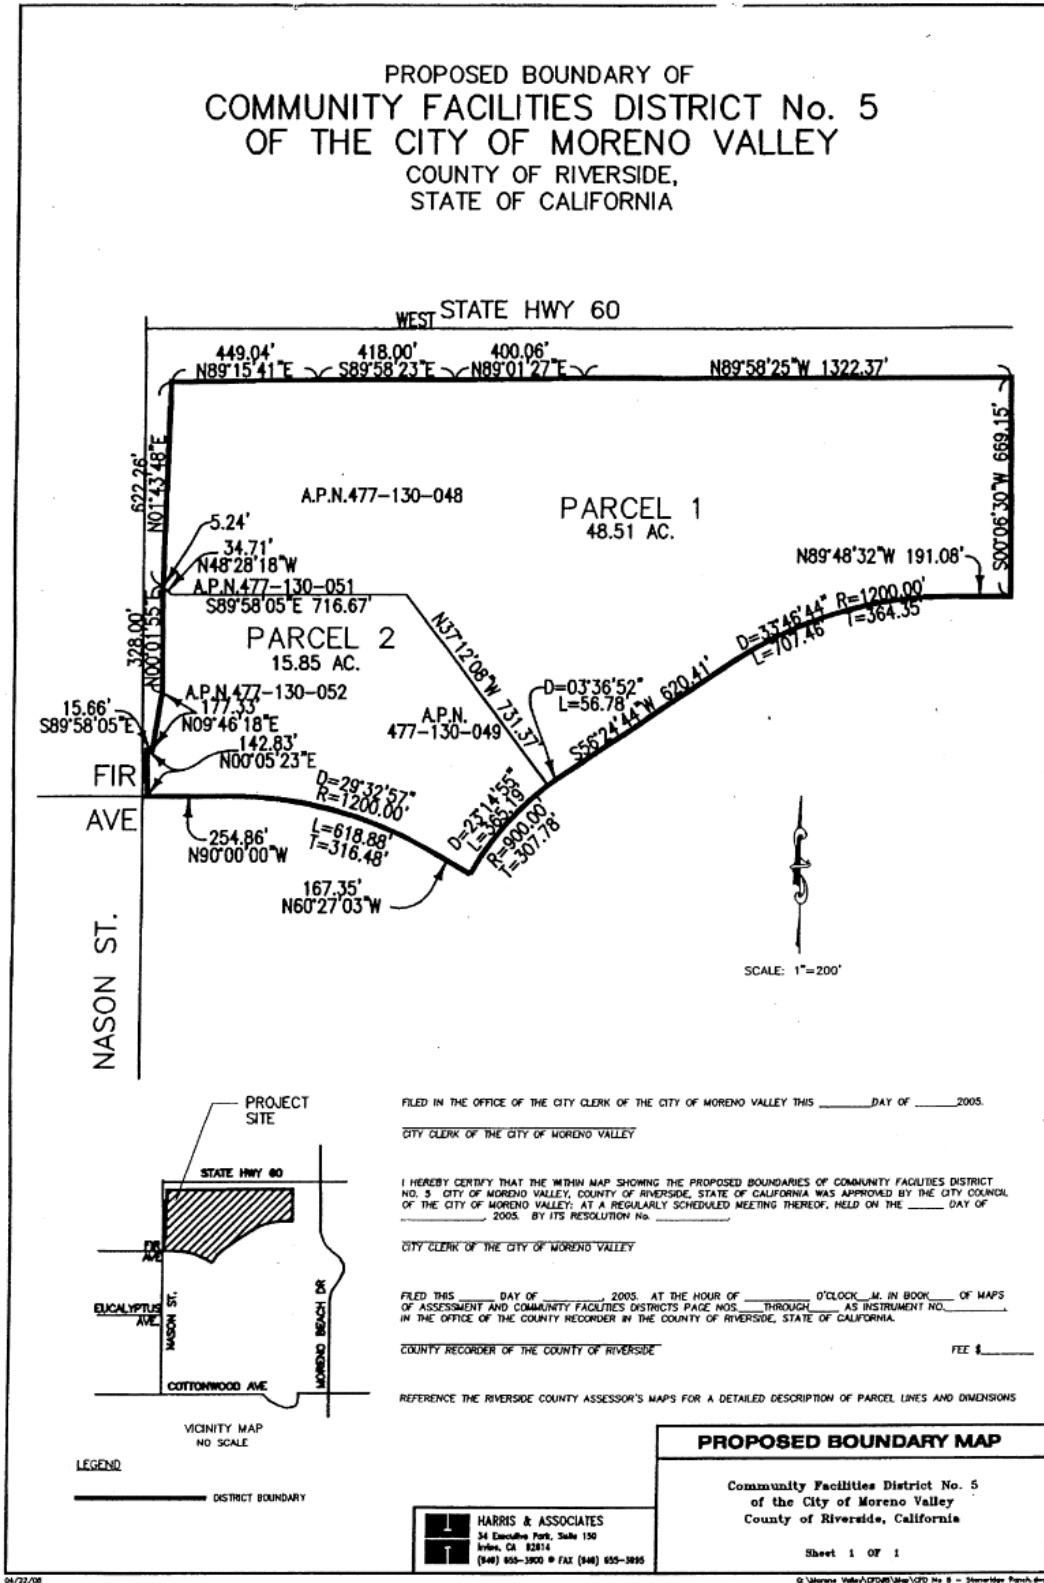 PROPOSED BOUNDARY OF
COMMUNITY FACILITIES DISTRICT No. 5
OF THE CITY OF MORENO VALLEY
COUNTY OF RIVERSIDE,
STATE OF CALIFORNIA
WEST STATE HWY 60
449.04'
N89°15'41"E
418.00'
S89°58'23"E
400.06'
N89°01'27"E
N89°58'25"W 1322.37'
622.26'
N01°43'48"E
S00°06'30"W 669.15'
A.P.N.477-130-048
PARCEL 1
48.51 AC.
5.24'
34.71'
N48°28'18"W
A.P.N.477-130-051
S89°58'05"E 716.67'
N89°48'32"W 191.08'
328.00'
N00°01'55"E
PARCEL 2
15.85 AC.
N37°12'08"W 731.37'
D=33°46'44"
L=707.46'
R=1200.00'
T=364.35'
A.P.N.477-130-052
177.33'
N09°46'18"E
15.66'
S89°58'05"E
142.83'
N00°05'23"E
A.P.N.
477-130-049
D=03°36'52"
L=56.78'
S56°24'44"W 620.41'
FIR
AVE
D=29°32'57"
R=1200.00'
L=618.88'
T=316.48'
D=23°14'55"
L=365.19'
R=900.00'
T=307.78'
254.86'
N90°00'00"W
167.35'
N60°27'03"W
NASON ST.
SCALE: 1"=200'
PROJECT
SITE
STATE HWY 60
FIR
AVE
EUCALYPTUS
AVE
NASON ST.
MORENO BEACH DR
COTTONWOOD AVE
VICINITY MAP
NO SCALE
LEGEND
DISTRICT BOUNDARY
FILED IN THE OFFICE OF THE CITY CLERK OF THE CITY OF MORENO VALLEY THIS ________DAY OF ______2005.
CITY CLERK OF THE CITY OF MORENO VALLEY
I HEREBY CERTIFY THAT THE WITHIN MAP SHOWING THE PROPOSED BOUNDARIES OF COMMUNITY FACILITIES DISTRICT
NO. 5 CITY OF MORENO VALLEY, COUNTY OF RIVERSIDE, STATE OF CALIFORNIA WAS APPROVED BY THE CITY COUNCIL
OF THE CITY OF MORENO VALLEY; AT A REGULARLY SCHEDULED MEETING THEREOF, HELD ON THE _____ DAY OF
____________, 2005. BY ITS RESOLUTION No. __________,
CITY CLERK OF THE CITY OF MORENO VALLEY
FILED THIS _____ DAY OF ________, 2005. AT THE HOUR OF _________ O'CLOCK__.M. IN BOOK____ OF MAPS
OF ASSESSMENT AND COMMUNITY FACILITIES DISTRICTS PAGE NOS.____THROUGH____ AS INSTRUMENT NO.________,
IN THE OFFICE OF THE COUNTY RECORDER IN THE COUNTY OF RIVERSIDE, STATE OF CALIFORNIA.
COUNTY RECORDER OF THE COUNTY OF RIVERSIDE
FEE $_______
REFERENCE THE RIVERSIDE COUNTY ASSESSOR'S MAPS FOR A DETAILED DESCRIPTION OF PARCEL LINES AND DIMENSIONS
PROPOSED BOUNDARY MAP
Community Facilities District No. 5
of the City of Moreno Valley
County of Riverside, California
Sheet 1 OF 1
HARRIS & ASSOCIATES
34 Executive Park, Suite 150
Irvine, CA 92614
(949) 655-3900 • FAX (949) 655-3995